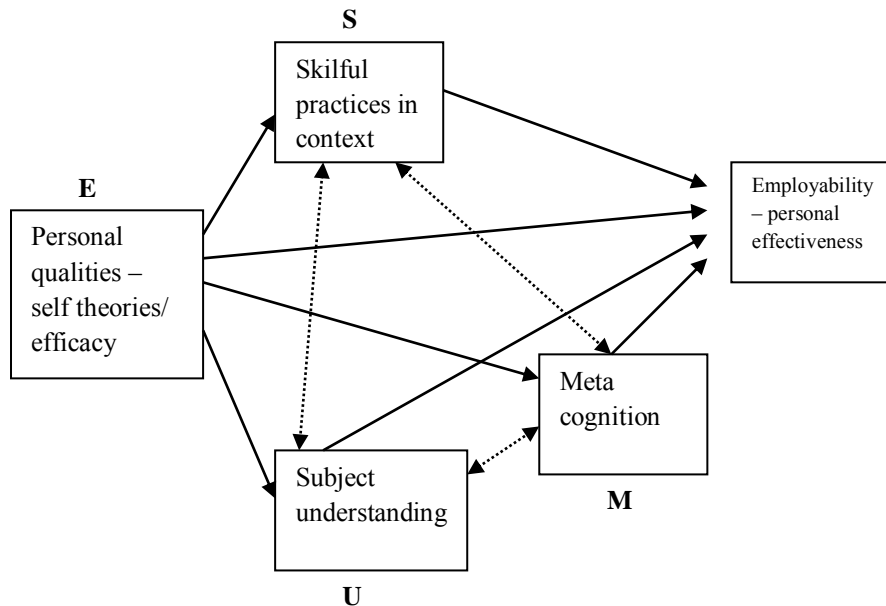 S
Skilful
practices in
context
E
Personal
qualities –
self theories/
efficacy
Employability
– personal
effectiveness
Meta
cognition
M
Subject
understanding
U